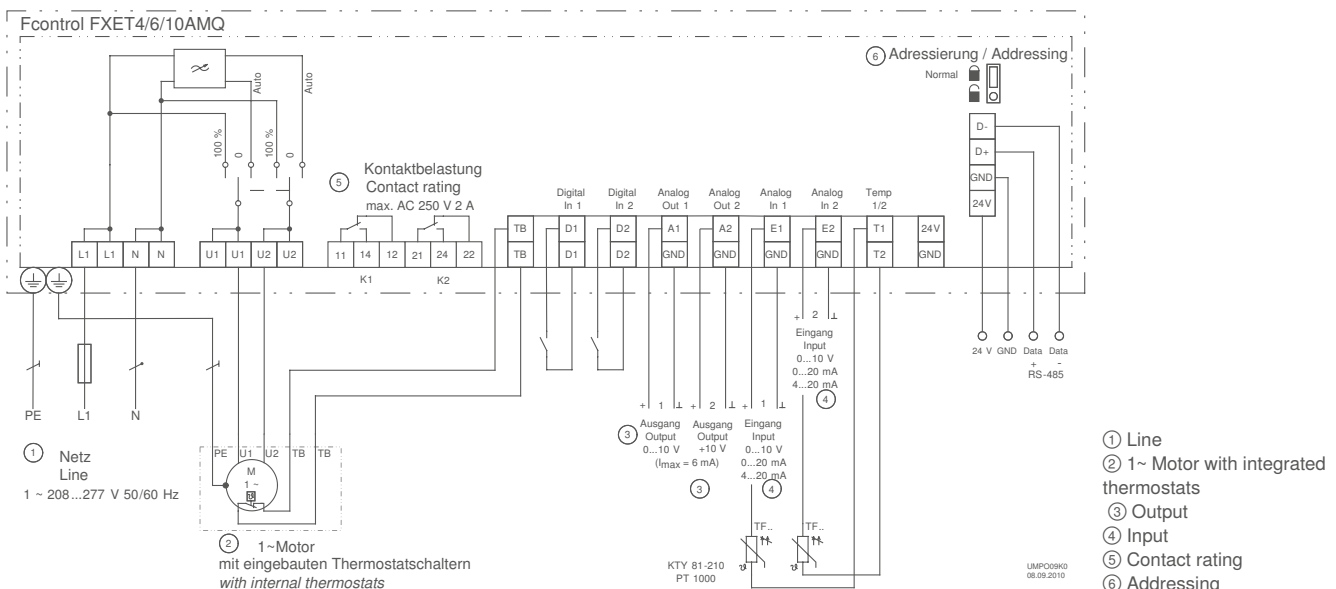 Fcontrol FXET4/6/10AMQ
6 Adressierung / Addressing
Normal
Auto
Auto
100 %
0
100 %
0
5 Kontaktbelastung
Contact rating
max. AC 250 V 2 A
D-
D+
GND
24V
Digital In 1
Digital In 2
Analog Out 1
Analog Out 2
Analog In 1
Analog In 2
Temp 1/2
L1 L1 N N
U1 U1 U2 U2
11 14 12 21 24 22
K1 K2
TB D1 D2 A1 A2 E1 E2 T1 24V
TB D1 D2 GND GND GND GND T2 GND
PE L1 N
1 Netz
Line
1 ~ 208...277 V 50/60 Hz
PE U1 U2 TB TB
M
1 ~
2 1~Motor
mit eingebauten Thermostatschaltern
with internal thermostats
+ 1 ⊥
3 Ausgang
Output
0...10 V
+ 2 ⊥
Ausgang
Output
+10 V
(Imax = 6 mA)
3
+ 1 ⊥
Eingang
Input
0...10 V
0...20 mA
4...20 mA
4
+ 2 ⊥
Eingang
Input
0...10 V
0...20 mA
4...20 mA
4
TF..
TF..
KTY 81-210
PT 1000
24 V GND Data + Data -
RS-485
UMPO09K0
08.09.2010
1 Line
2 1~ Motor with integrated
thermostats
3 Output
4 Input
5 Contact rating
6 Addressing